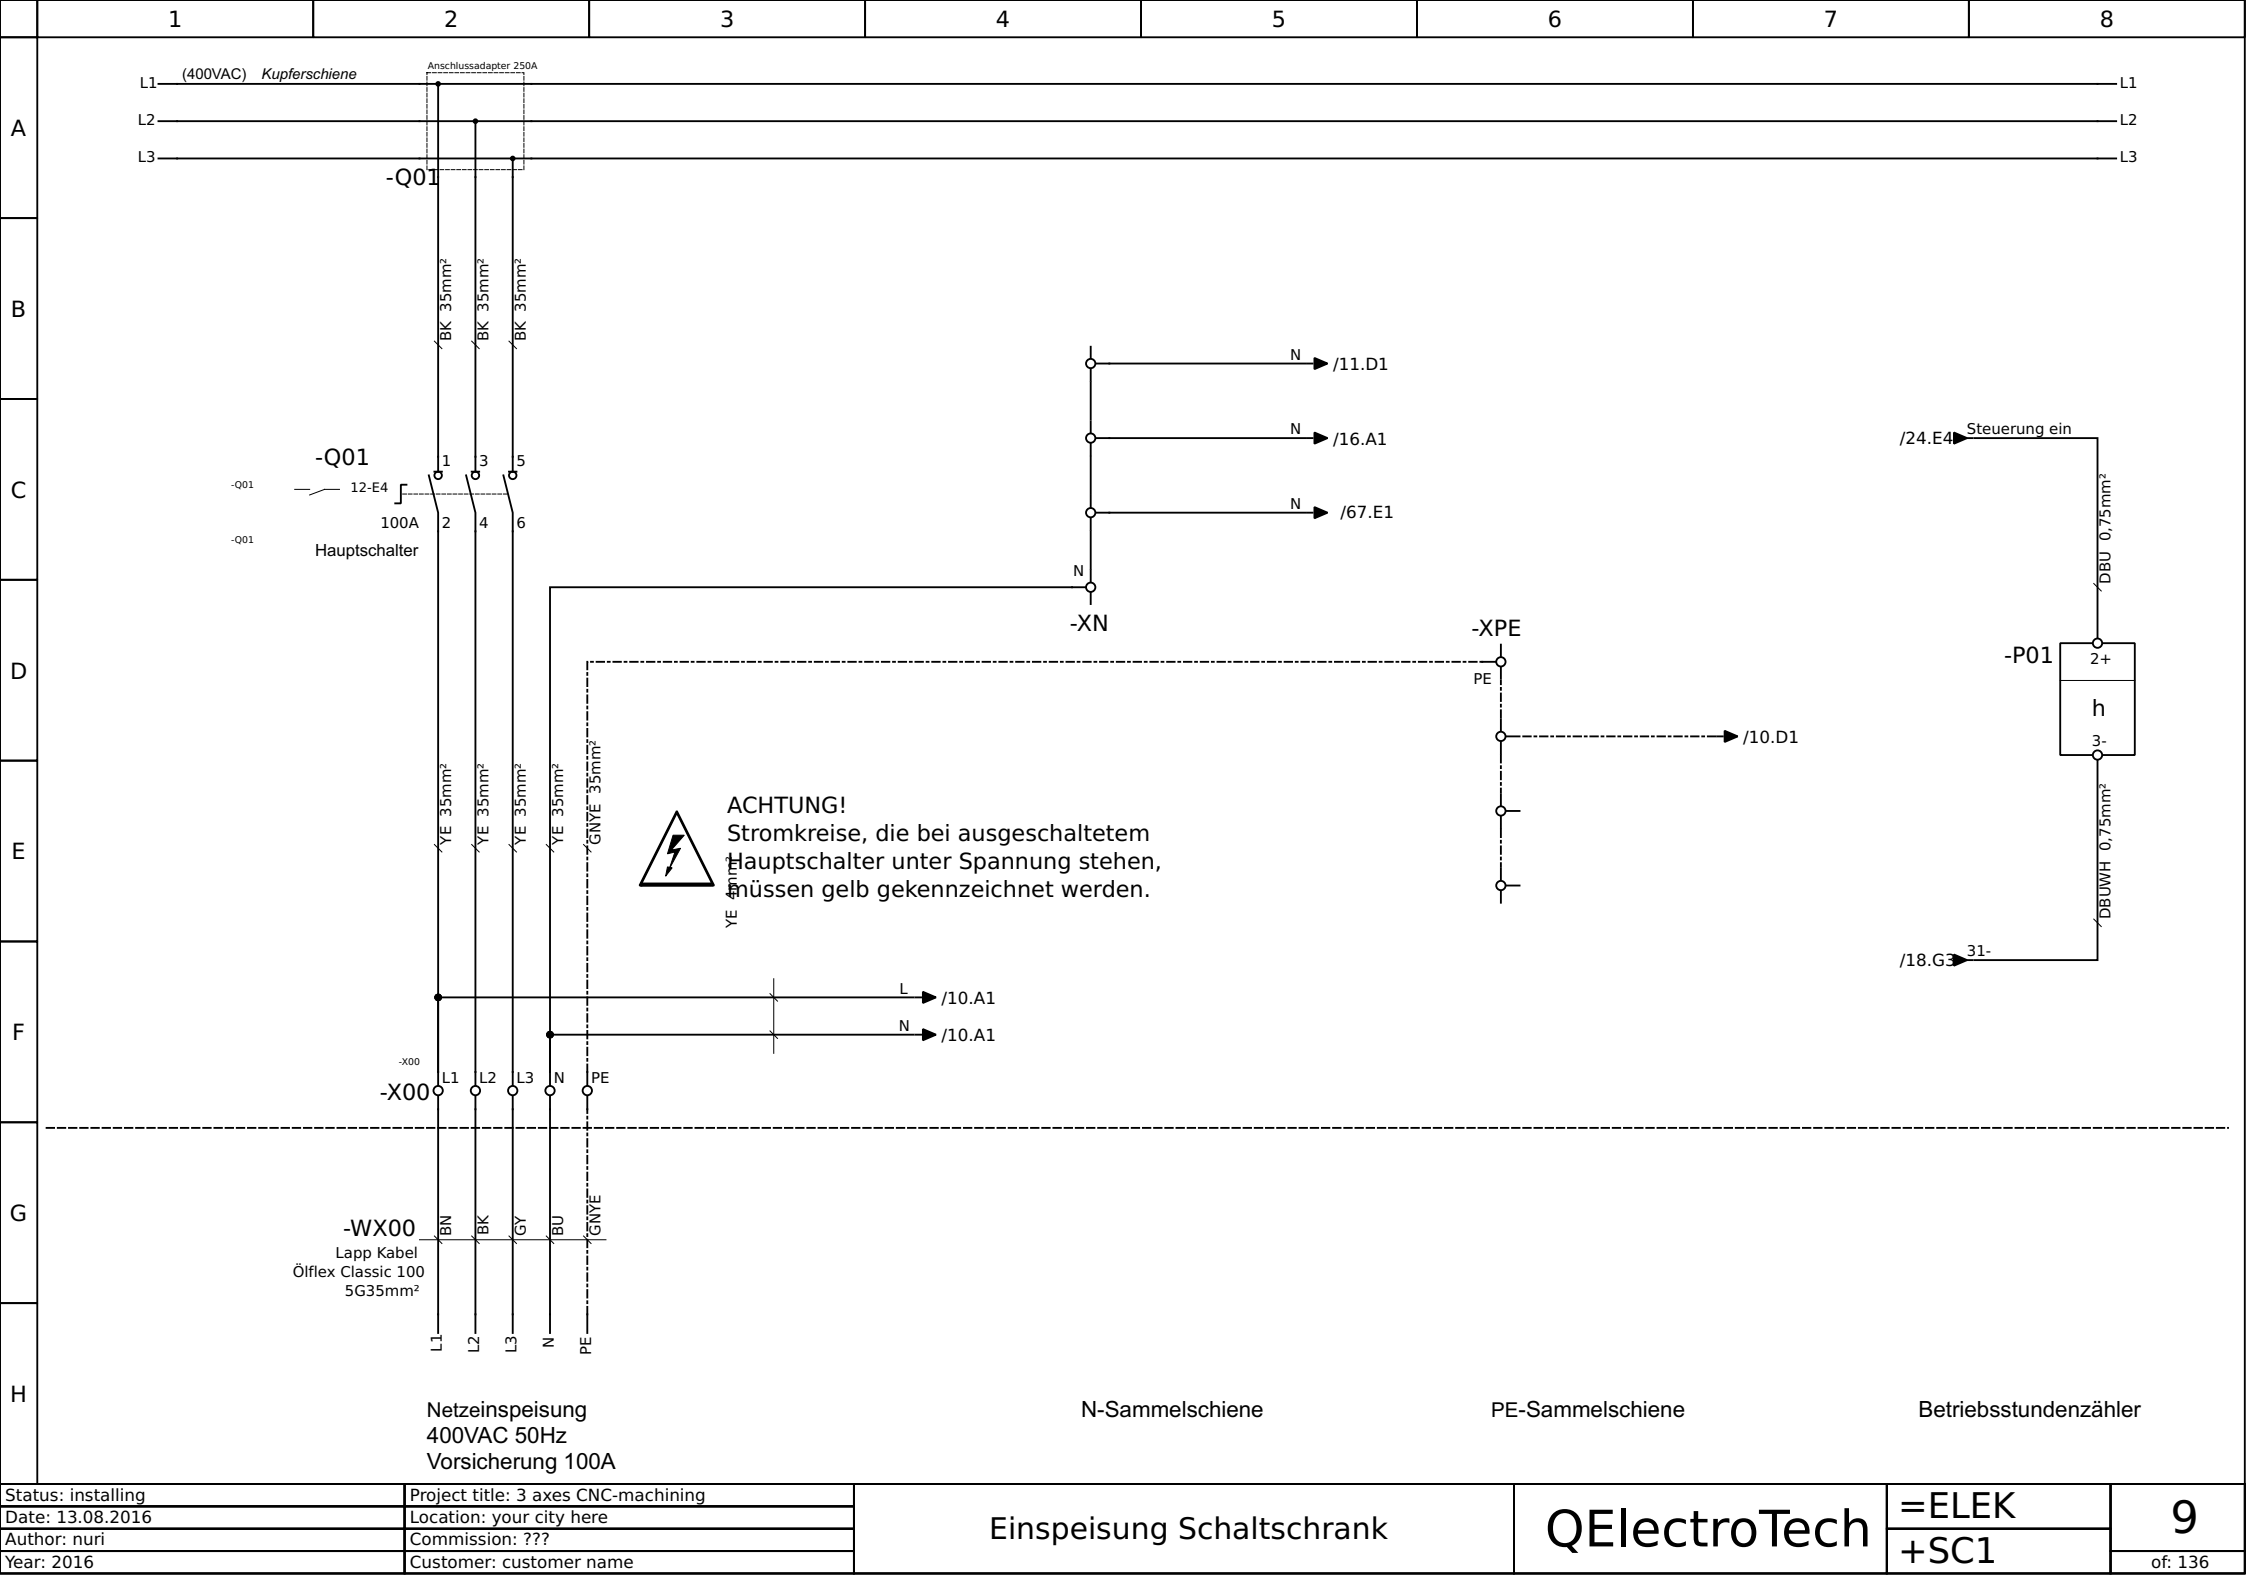 1 2 3 4 5 6 7 8
A
B
C
D
E
F
G
H
Anschlussadapter 250A
L1 (400VAC) Kupferschiene L1
L2 L2
L3 L3
-Q01
BK 35mm²
BK 35mm²
BK 35mm²
N /11.D1
N /16.A1
N /67.E1
N
-XN
-Q01
1 3 5
-Q01 12-E4
100A 2 4 6
-Q01
Hauptschalter
/24.E4 Steuerung ein
DBU 0,75mm²
-P01
2+
h
3-
DBUWH 0,75mm²
/18.G3 31-
-XPE
PE
/10.D1
YE 35mm²
YE 35mm²
YE 35mm²
YE 35mm²
GNYE 35mm²
ACHTUNG!
Stromkreise, die bei ausgeschaltetem
Hauptschalter unter Spannung stehen,
müssen gelb gekennzeichnet werden.
YE 4mm²
L /10.A1
N /10.A1
-X00
-X00 L1 L2 L3 N PE
-WX00
BN
BK
GY
BU
GNYE
Lapp Kabel
Ölflex Classic 100
5G35mm²
L1
L2
L3
N
PE
Netzeinspeisung
400VAC 50Hz
Vorsicherung 100A
N-Sammelschiene
PE-Sammelschiene
Betriebsstundenzähler
Status: installing
Date: 13.08.2016
Author: nuri
Year: 2016
Project title: 3 axes CNC-machining
Location: your city here
Commission: ???
Customer: customer name
Einspeisung Schaltschrank
QElectroTech
=ELEK
+SC1
9
of: 136